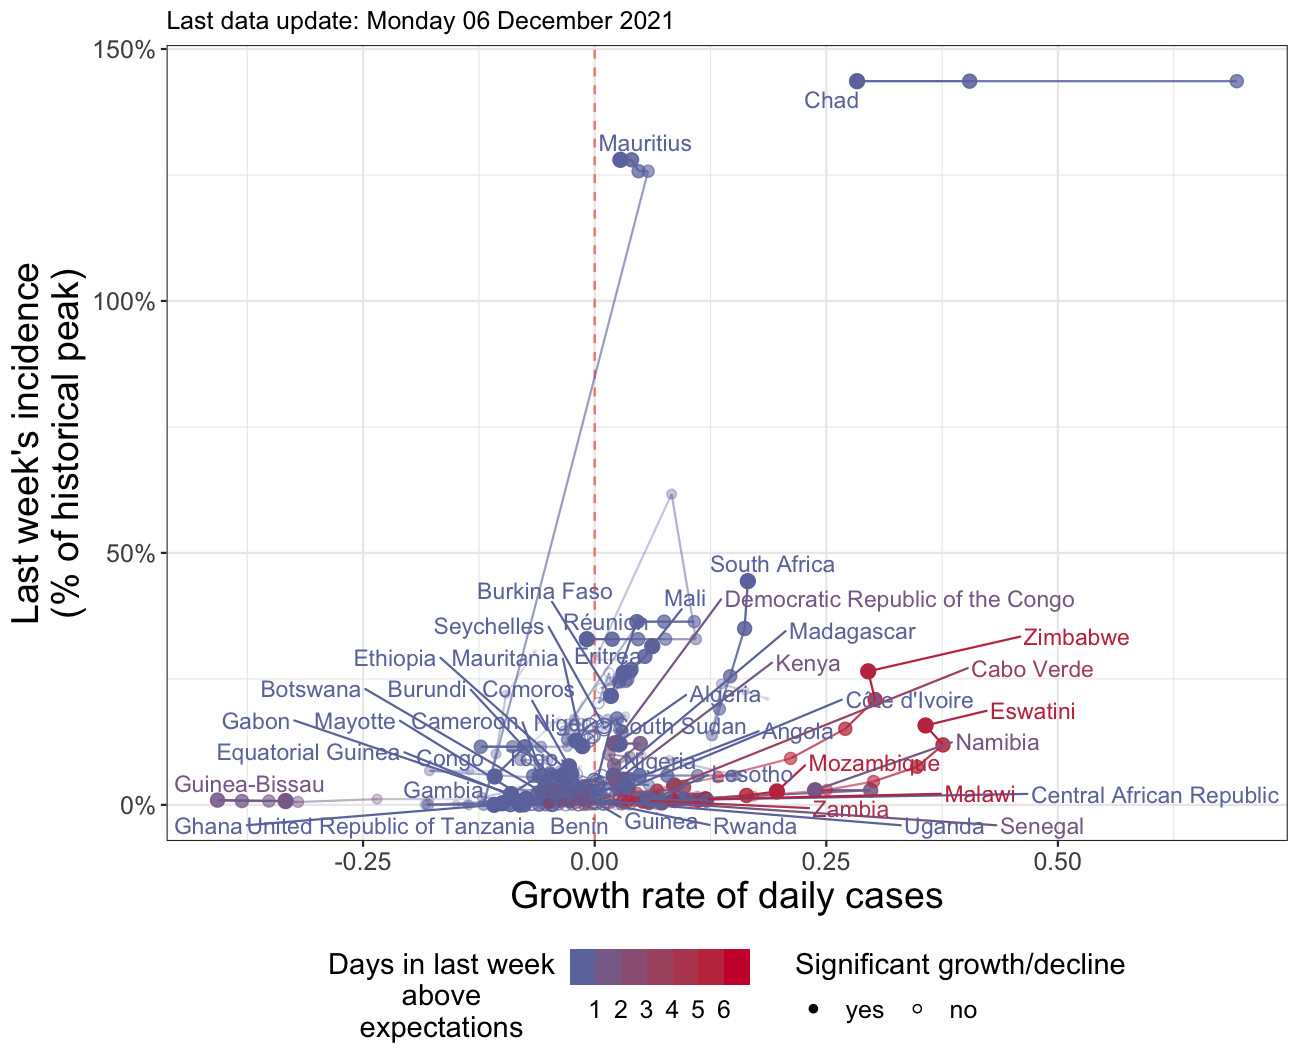 Last data update: Monday 06 December 2021
150%
100%
50%
0%
Last week's incidence
(% of historical peak)
Chad
Mauritius
South Africa
Burkina Faso
Mali
Democratic Republic of the Congo
Réunion
Seychelles
Madagascar
Zimbabwe
Ethiopia
Mauritania
Eritrea
Kenya
Cabo Verde
Botswana
Burundi
Comoros
Algeria
Côte d'Ivoire
Eswatini
Gabon
Mayotte
Cameroon
South Sudan
Angola
Namibia
Equatorial Guinea
Congo
Togo
Nigeria
Mozambique
Lesotho
Guinea-Bissau
Gambia
Malawi
Central African Republic
Zambia
Ghana
United Republic of Tanzania
Benin
Guinea
Rwanda
Uganda
Senegal
-0.25
0.00
0.25
0.50
Growth rate of daily cases
Days in last week
above
expectations
1 2 3 4 5 6
Significant growth/decline
yes
no